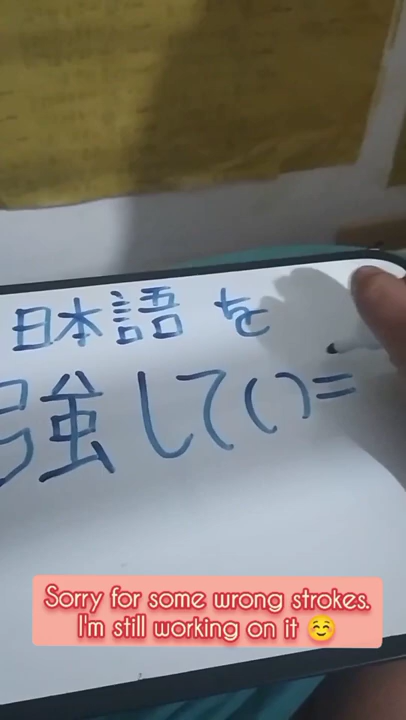 日本語を
強してい=
Sorry for some wrong strokes.
I'm still working on it ☺️